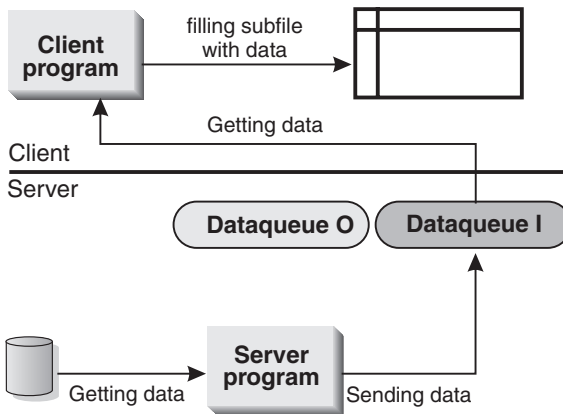 Client
program
filling subfile
with data
Getting data
Client
Server
Dataqueue O
Dataqueue I
Getting data
Server
program
Sending data